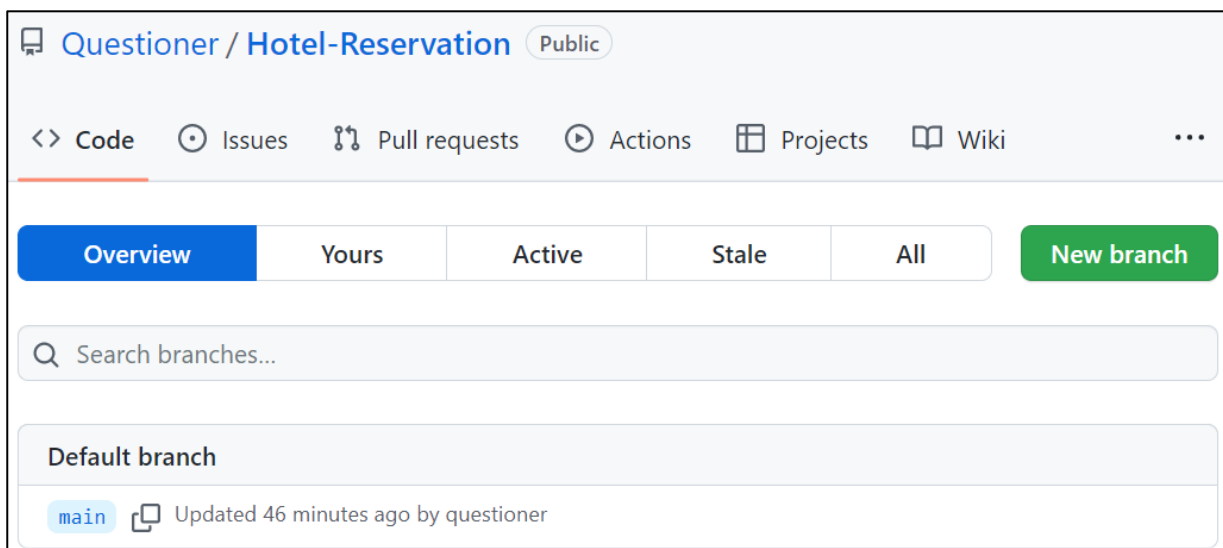 Questioner / Hotel-Reservation Public
Code Issues Pull requests Actions Projects Wiki ...
Overview Yours Active Stale All New branch
Search branches...
Default branch
main Updated 46 minutes ago by questioner